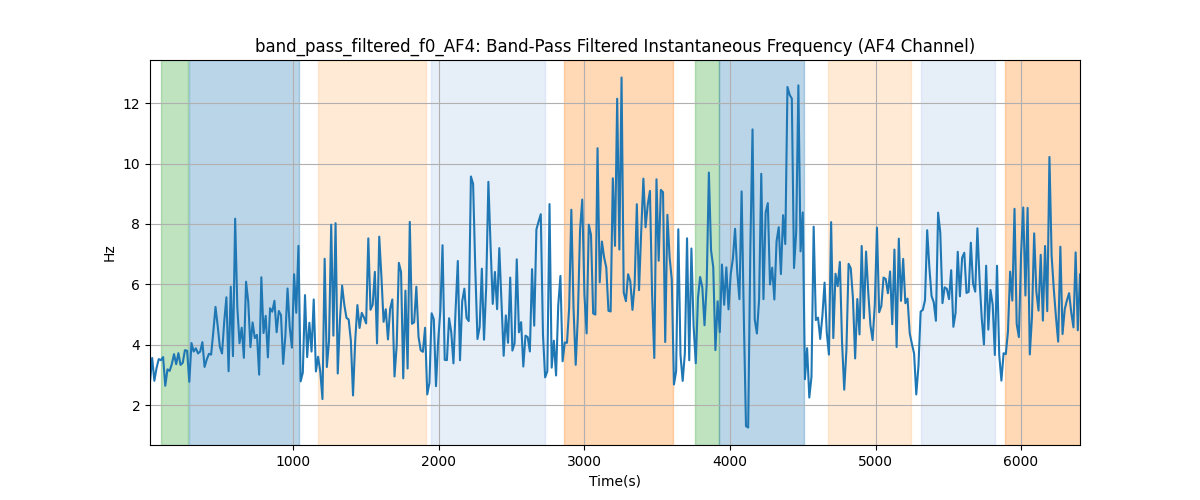 band_pass_filtered_f0_AF4: Band-Pass Filtered Instantaneous Frequency (AF4 Channel)
12
10
8
6
4
2
Hz
1000 2000 3000 4000 5000 6000
Time(s)